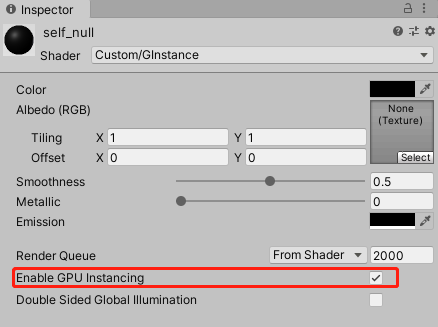 Inspector
self_null
Shader Custom/GInstance
Color
Albedo (RGB)
None
(Texture)
Tiling X 1 Y 1
Offset X 0 Y 0
Select
Smoothness 0.5
Metallic 0
Emission
Render Queue From Shader 2000
Enable GPU Instancing
Double Sided Global Illumination